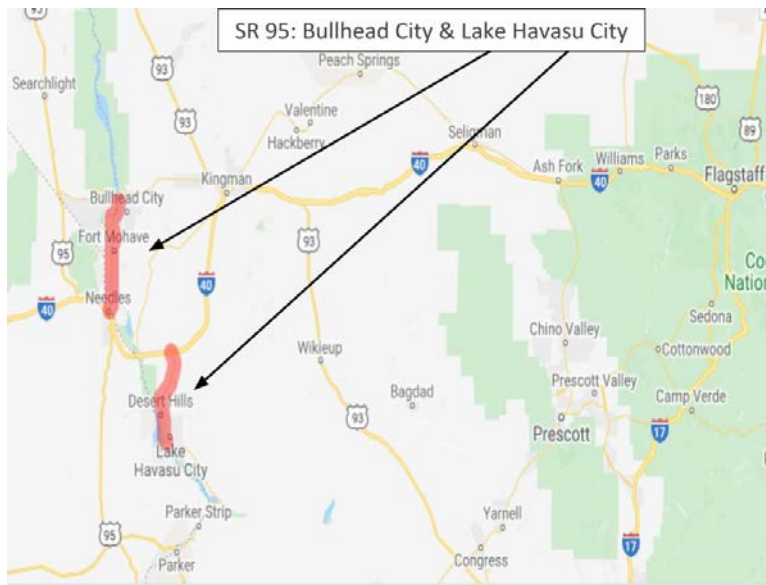 SR 95: Bullhead City & Lake Havasu City
93
Peach Springs
Searchlight
180
Valentine
93
Hackberry
89
Seligman
40
Ash Fork
Williams
Parks
Kingman
40
Flagstaff
Bullhead City
Fort Mohave
93
95
40
Needles
40
Sedona
Chino Valley
Wikieup
Cottonwood
Prescott Valley
Bagdad
Desert Hills
93
Camp Verde
Prescott
17
Lake
Havasu City
Parker Strip
Yarnell
95
17
Parker
Congress